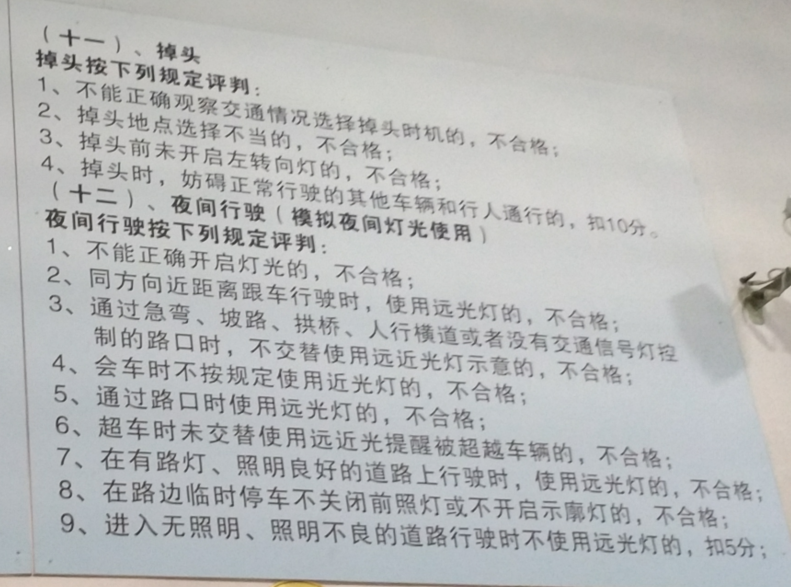 （十一）、掉头
掉头按下列规定评判：
1、不能正确观察交通情况选择掉头时机的，不合格；
2、掉头地点选择不当的，不合格；
3、掉头前未开启左转向灯的，不合格；
4、掉头时，妨碍正常行驶的其他车辆和行人通行的，扣10分。
（十二）、夜间行驶（模拟夜间灯光使用）
夜间行驶按下列规定评判：
1、不能正确开启灯光的，不合格；
2、同方向近距离跟车行驶时，使用远光灯的，不合格；
3、通过急弯、坡路、拱桥、人行横道或者没有交通信号灯控
制的路口时，不交替使用远近光灯示意的，不合格；
4、会车时不按规定使用近光灯的，不合格；
5、通过路口时使用远光灯的，不合格；
6、超车时未交替使用远近光提醒被超越车辆的，不合格；
7、在有路灯、照明良好的道路上行驶时，使用远光灯的，不合格；
8、在路边临时停车不关闭前照灯或不开启示廓灯的，不合格；
9、进入无照明、照明不良的道路行驶时不使用远光灯的，扣5分；